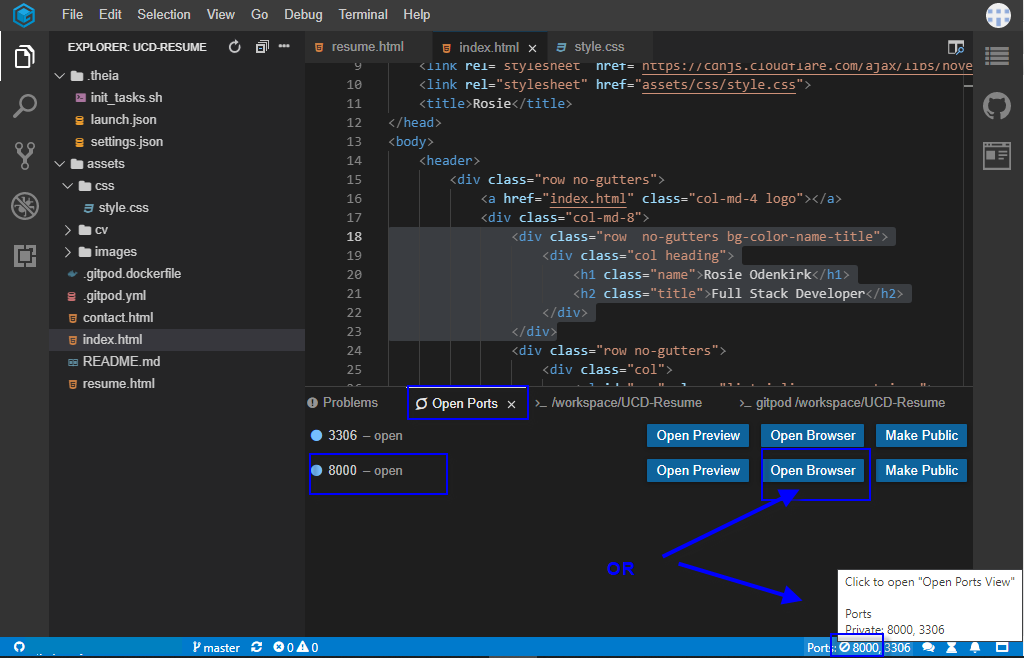 File Edit Selection View Go Debug Terminal Help
EXPLORER: UCD-RESUME
.theia
init_tasks.sh
launch.json
settings.json
assets
css
style.css
cv
images
.gitpod.dockerfile
.gitpod.yml
contact.html
index.html
README.md
resume.html
resume.html index.html × style.css
9 <link rel="stylesheet" href="https://cdnjs.cloudflare.com/ajax/libs/hove
10 <link rel="stylesheet" href="assets/css/style.css">
11 <title>Rosie</title>
12 </head>
13 <body>
14 <header>
15 <div class="row no-gutters">
16 <a href="index.html" class="col-md-4 logo"></a>
17 <div class="col-md-8">
18 <div class="row  no-gutters bg-color-name-title">
19 <div class="col heading">
20 <h1 class="name">Rosie Odenkirk</h1>
21 <h2 class="title">Full Stack Developer</h2>
22 </div>
23 </div>
24 <div class="row no-gutters">
25 <div class="col">
Problems Open Ports × >_ /workspace/UCD-Resume >_ gitpod /workspace/UCD-Resume
3306 – open Open Preview Open Browser Make Public
8000 – open Open Preview Open Browser Make Public
OR
Click to open "Open Ports View"
Ports
Private: 8000, 3306
master 0 0 Ports: 8000, 3306